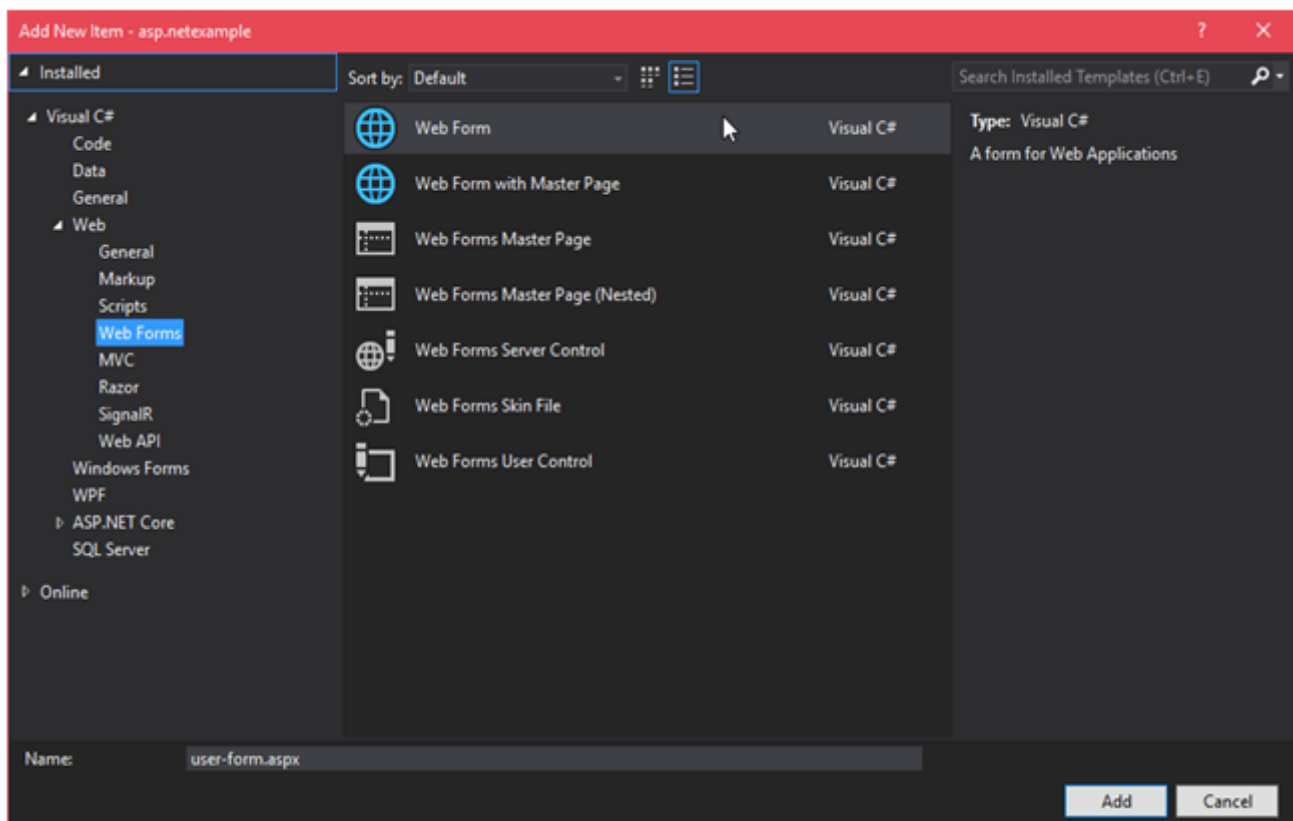 Add New Item - asp.netexample
?
Installed
Sort by: Default
Search Installed Templates (Ctrl+E)
Visual C#
Code
Data
General
Web
General
Markup
Scripts
Web Forms
MVC
Razor
SignalR
Web API
Windows Forms
WPF
ASP.NET Core
SQL Server
Online
Web Form Visual C#
Web Form with Master Page Visual C#
Web Forms Master Page Visual C#
Web Forms Master Page (Nested) Visual C#
Web Forms Server Control Visual C#
Web Forms Skin File Visual C#
Web Forms User Control Visual C#
Type: Visual C#
A form for Web Applications
Name: user-form.aspx
Add Cancel